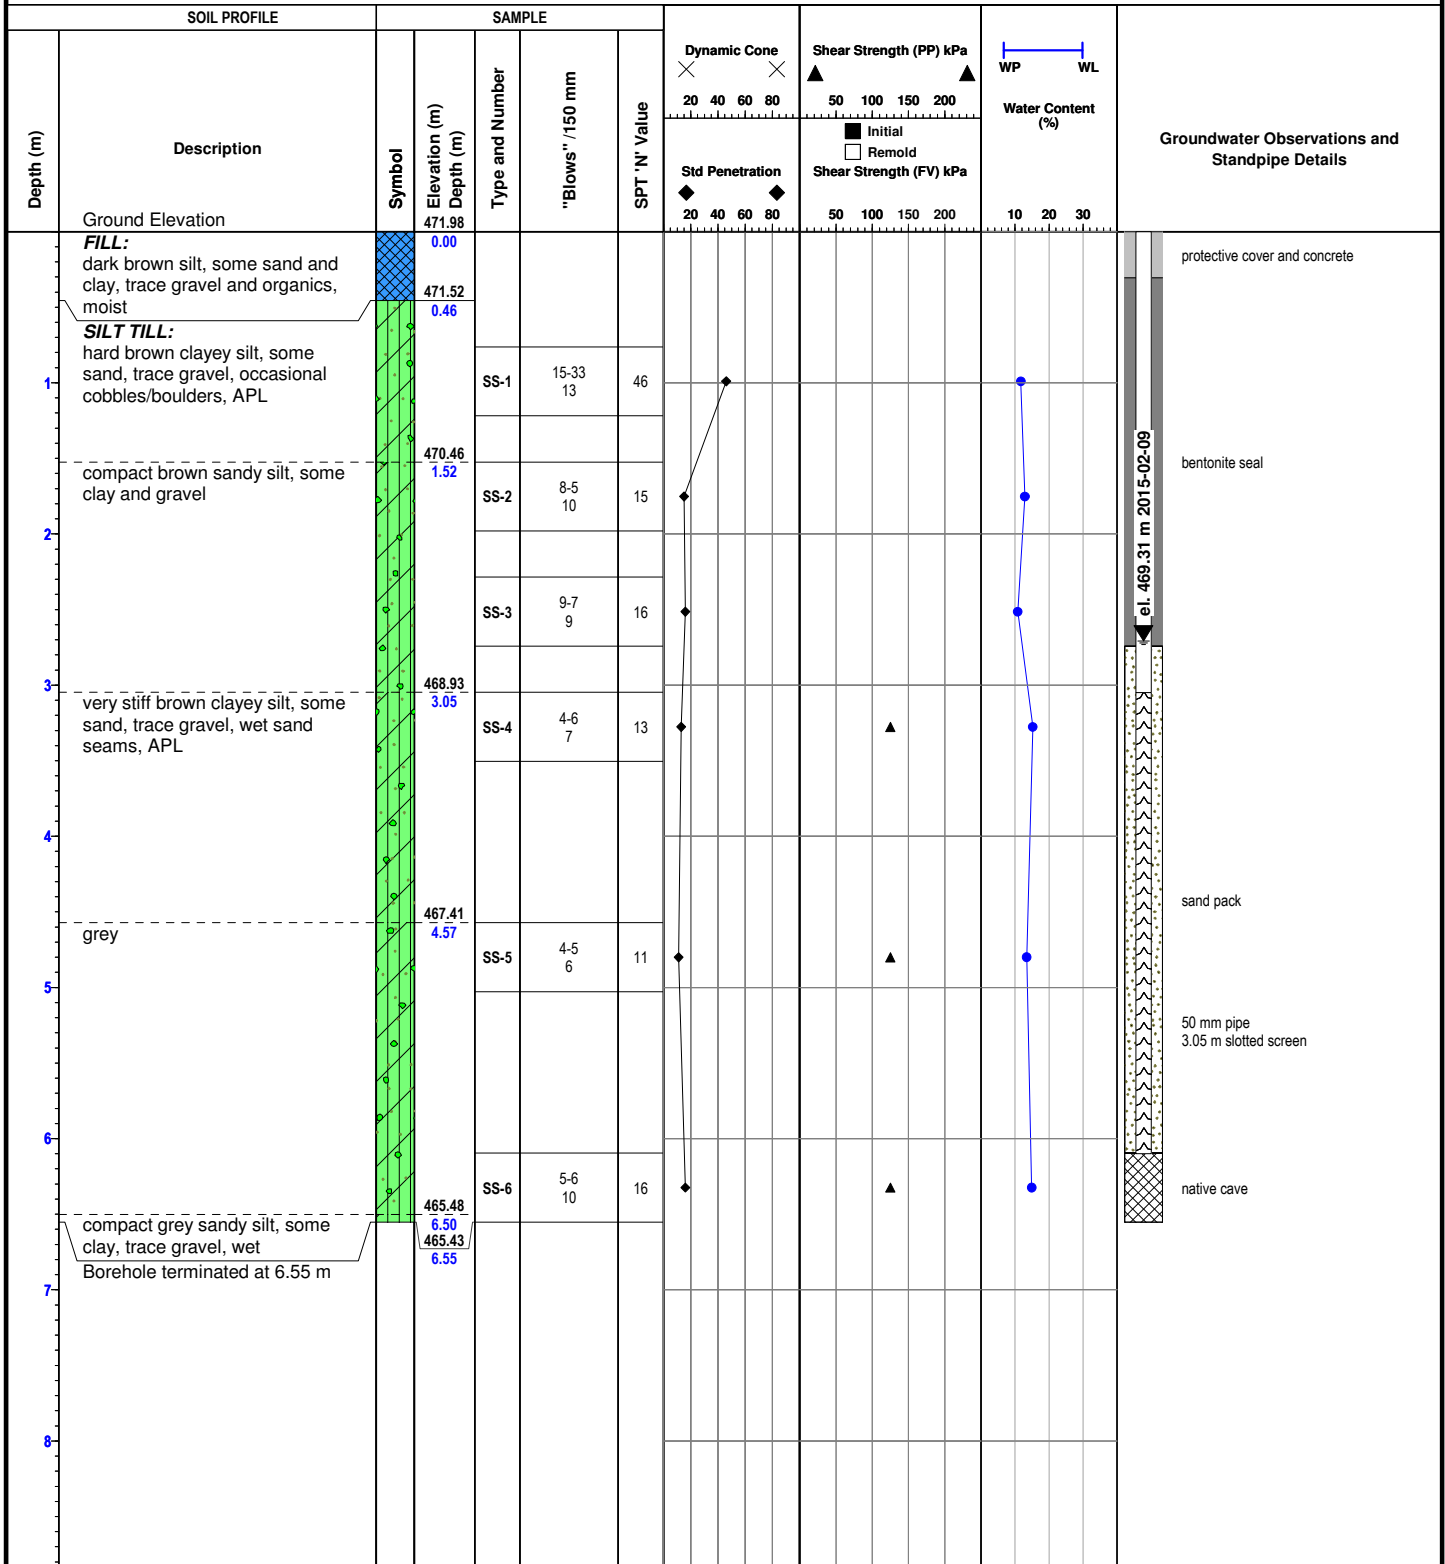 SOIL PROFILE
SAMPLE
Depth (m)
Description
Symbol
Elevation (m)
Depth (m)
Type and Number
"Blows" /150 mm
SPT 'N' Value
Dynamic Cone
20 40 60 80
Std Penetration
20 40 60 80
Shear Strength (PP) kPa
50 100 150 200
Initial
Remold
Shear Strength (FV) kPa
50 100 150 200
WP WL
Water Content
(%)
10 20 30
Groundwater Observations and
Standpipe Details
Ground Elevation
471.98
0.00
FILL:
dark brown silt, some sand and
clay, trace gravel and organics,
moist
471.52
0.46
SILT TILL:
hard brown clayey silt, some
sand, trace gravel, occasional
cobbles/boulders, APL
SS-1
15-33
13
46
470.46
1.52
compact brown sandy silt, some
clay and gravel
SS-2
8-5
10
15
SS-3
9-7
9
16
468.93
3.05
very stiff brown clayey silt, some
sand, trace gravel, wet sand
seams, APL
SS-4
4-6
7
13
467.41
4.57
grey
SS-5
4-5
6
11
SS-6
5-6
10
16
465.48
6.50
compact grey sandy silt, some
clay, trace gravel, wet
465.43
6.55
Borehole terminated at 6.55 m
1
2
3
4
5
6
7
8
protective cover and concrete
bentonite seal
el. 469.31 m 2015-02-09
sand pack
50 mm pipe
3.05 m slotted screen
native cave